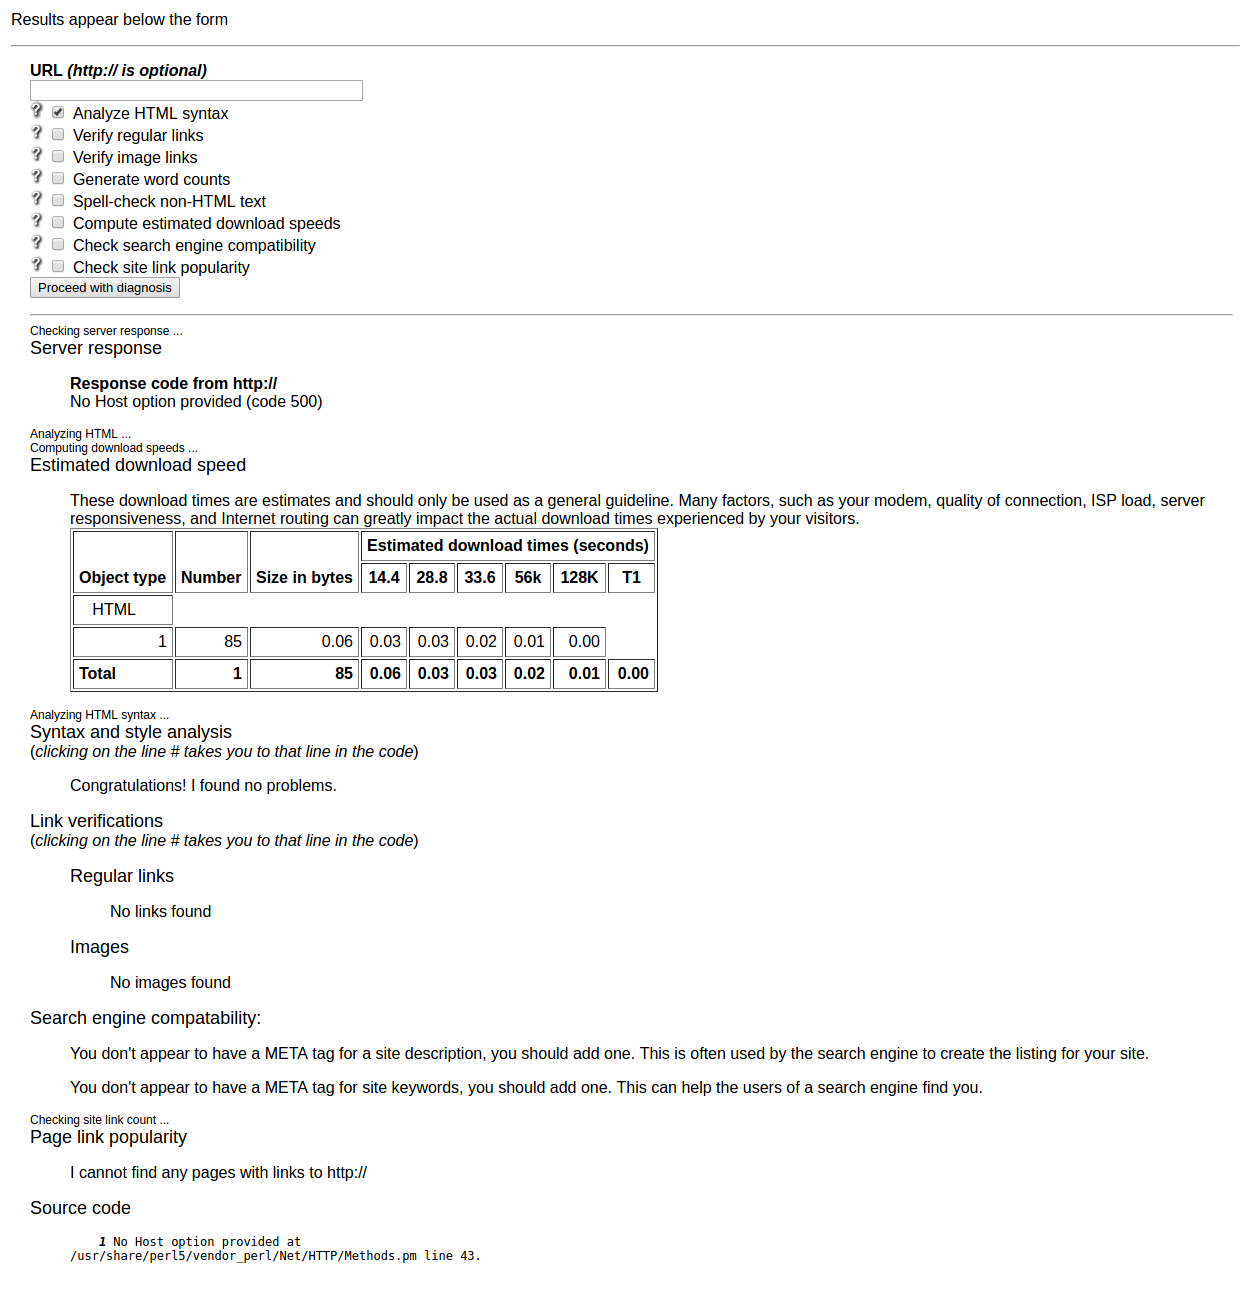 Results appear below the form
URL (http:// is optional)
Analyze HTML syntax
Verify regular links
Verify image links
Generate word counts
Spell-check non-HTML text
Compute estimated download speeds
Check search engine compatibility
Check site link popularity
Proceed with diagnosis
Checking server response ...
Server response
Response code from http://
No Host option provided (code 500)
Analyzing HTML ...
Computing download speeds ...
Estimated download speed
These download times are estimates and should only be used as a general guideline. Many factors, such as your modem, quality of connection, ISP load, server
responsiveness, and Internet routing can greatly impact the actual download times experienced by your visitors.
Estimated download times (seconds)
Object type Number Size in bytes 14.4 28.8 33.6 56k 128K T1
HTML
1 85 0.06 0.03 0.03 0.02 0.01 0.00
Total 1 85 0.06 0.03 0.03 0.02 0.01 0.00
Analyzing HTML syntax ...
Syntax and style analysis
(clicking on the line # takes you to that line in the code)
Congratulations! I found no problems.
Link verifications
(clicking on the line # takes you to that line in the code)
Regular links
No links found
Images
No images found
Search engine compatability:
You don't appear to have a META tag for a site description, you should add one. This is often used by the search engine to create the listing for your site.
You don't appear to have a META tag for site keywords, you should add one. This can help the users of a search engine find you.
Checking site link count ...
Page link popularity
I cannot find any pages with links to http://
Source code
1 No Host option provided at
/usr/share/perl5/vendor_perl/Net/HTTP/Methods.pm line 43.